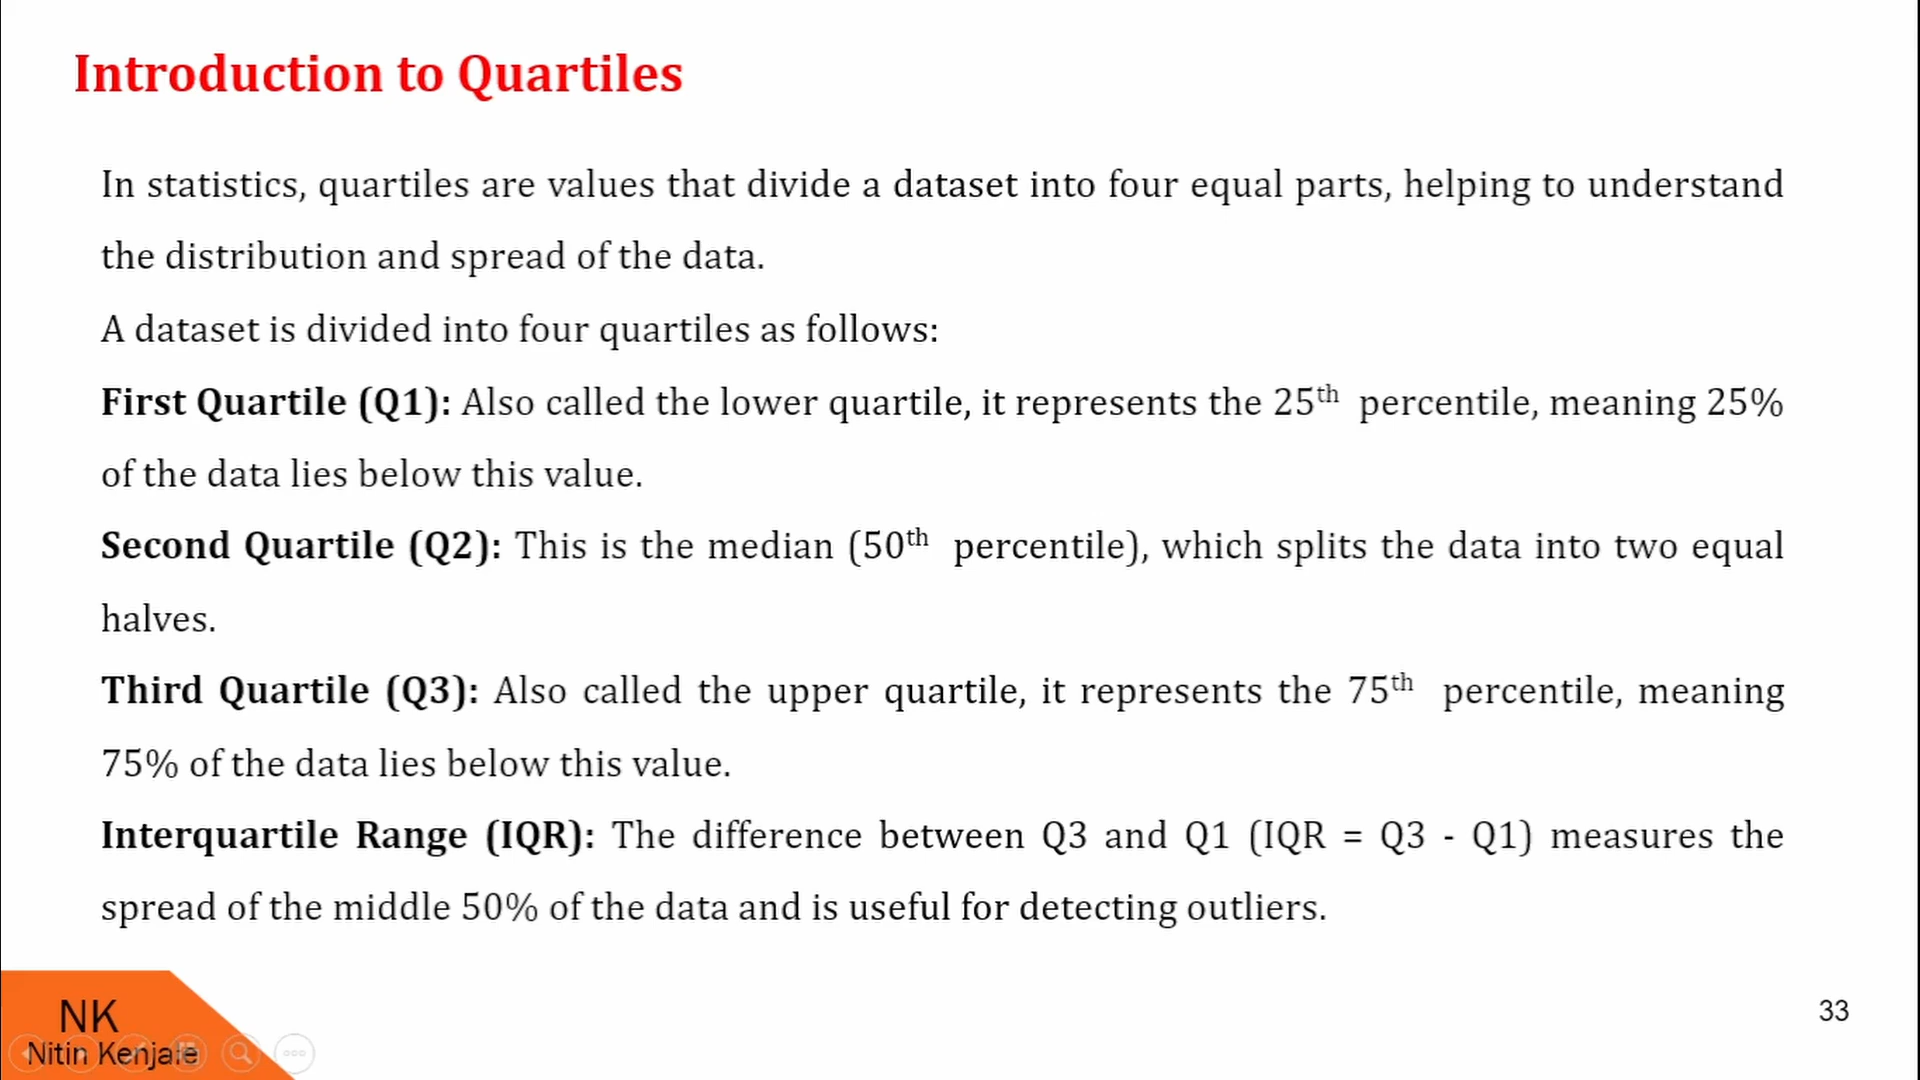 Introduction to Quartiles
In statistics, quartiles are values that divide a dataset into four equal parts, helping to understand
the distribution and spread of the data.
A dataset is divided into four quartiles as follows:
First Quartile (Q1): Also called the lower quartile, it represents the 25th percentile, meaning 25%
of the data lies below this value.
Second Quartile (Q2): This is the median (50th percentile), which splits the data into two equal
halves.
Third Quartile (Q3): Also called the upper quartile, it represents the 75th percentile, meaning
75% of the data lies below this value.
Interquartile Range (IQR): The difference between Q3 and Q1 (IQR = Q3 - Q1) measures the
spread of the middle 50% of the data and is useful for detecting outliers.
NK
Nitin Kenjale
33